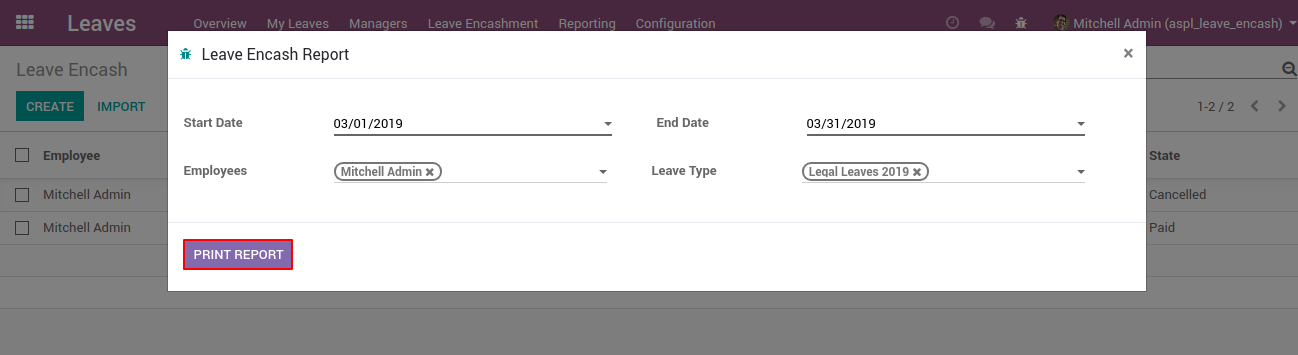 Leaves Overview My Leaves Managers Leave Encashment Reporting Configuration Mitchell Admin (aspl_leave_encash)
Leave Encash
CREATE IMPORT
1-2 / 2
Employee State
Mitchell Admin Cancelled
Mitchell Admin Paid
Leave Encash Report ×
Start Date 03/01/2019 End Date 03/31/2019
Employees Mitchell Admin × Leave Type Legal Leaves 2019 ×
PRINT REPORT